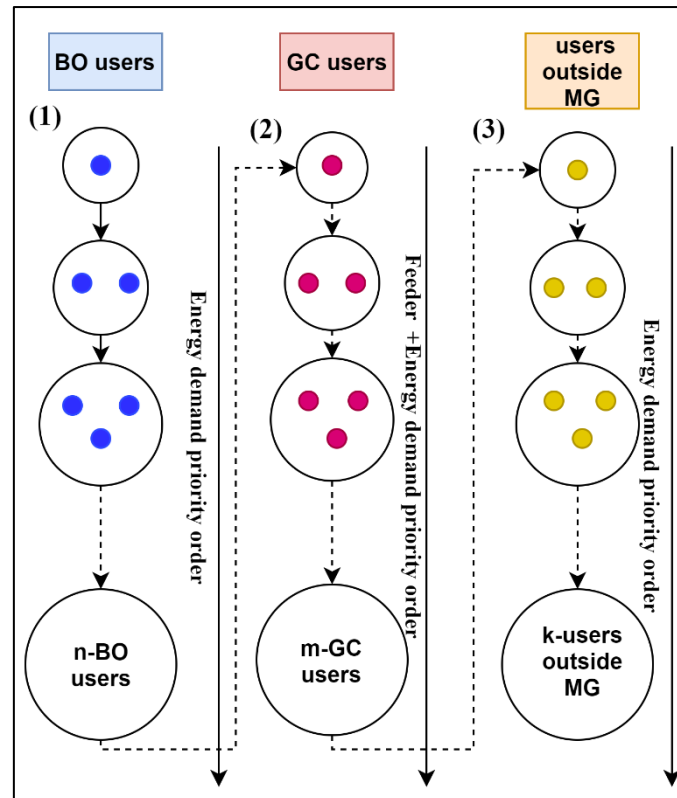 BO users
GC users
users
outside
MG
(1)
(2)
(3)
Energy demand priority order
Feeder +Energy demand priority order
Energy demand priority order
n-BO
users
m-GC
users
k-users
outside
MG